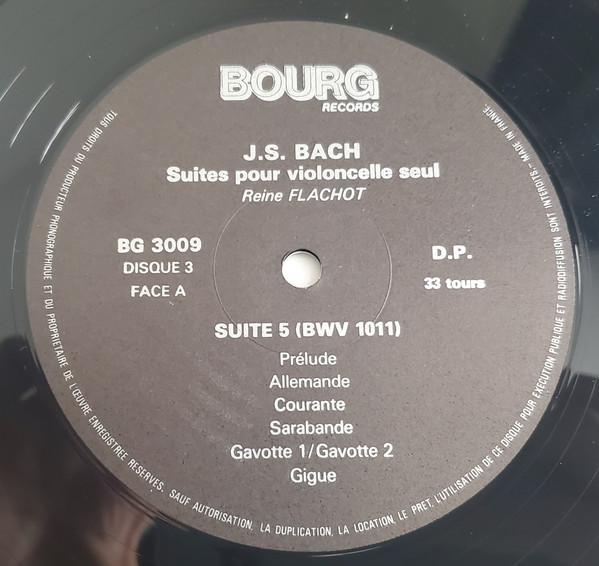 BOURG
RECORDS
J.S. BACH
Suites pour violoncelle seul
Reine FLACHOT
BG 3009
DISQUE 3
FACE A
D.P.
33 tours
SUITE 5 (BWV 1011)
Prélude
Allemande
Courante
Sarabande
Gavotte 1/Gavotte 2
Gigue
TOUS DROITS DU PRODUCTEUR PHONOGRAPHIQUE ET DU PROPRIETAIRE DE L'ŒUVRE ENREGISTREE RESERVES. SAUF AUTORISATION, LA DUPLICATION, LA LOCATION, LE PRET, L'UTILISATION DE CE DISQUE POUR EXECUTION PUBLIQUE ET RADIODIFFUSION SONT INTERDITS. - MADE IN FRANCE.